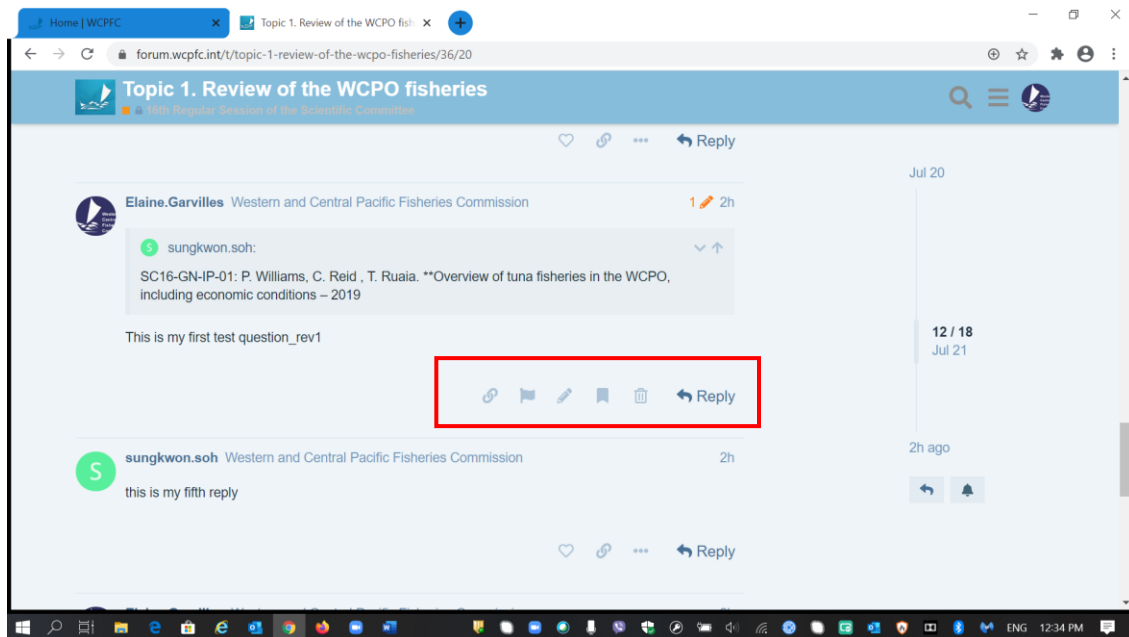 Home | WCPFC
Topic 1. Review of the WCPO fish
forum.wcpfc.int/t/topic-1-review-of-the-wcpo-fisheries/36/20
Topic 1. Review of the WCPO fisheries
16th Regular Session of the Scientific Committee
Reply
Jul 20
Elaine.Garvilles Western and Central Pacific Fisheries Commission 1 2h
S sungkwon.soh:
SC16-GN-IP-01: P. Williams, C. Reid , T. Ruaia. **Overview of tuna fisheries in the WCPO,
including economic conditions – 2019
This is my first test question_rev1
12 / 18
Jul 21
Reply
2h ago
S sungkwon.soh Western and Central Pacific Fisheries Commission 2h
this is my fifth reply
Reply
ENG 12:34 PM